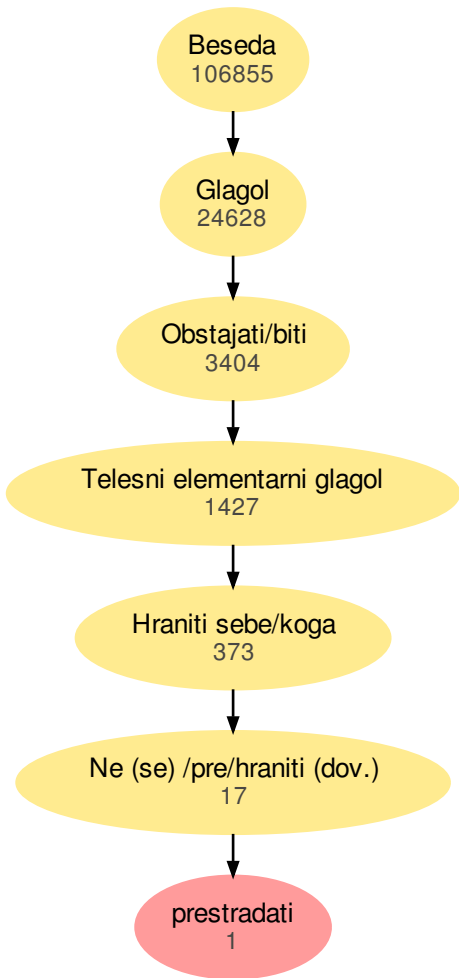 Beseda
106855
Glagol
24628
Obstajati/biti
3404
Telesni elementarni glagol
1427
Hraniti sebe/koga
373
Ne (se) /pre/hraniti (dov.)
17
prestradati
1